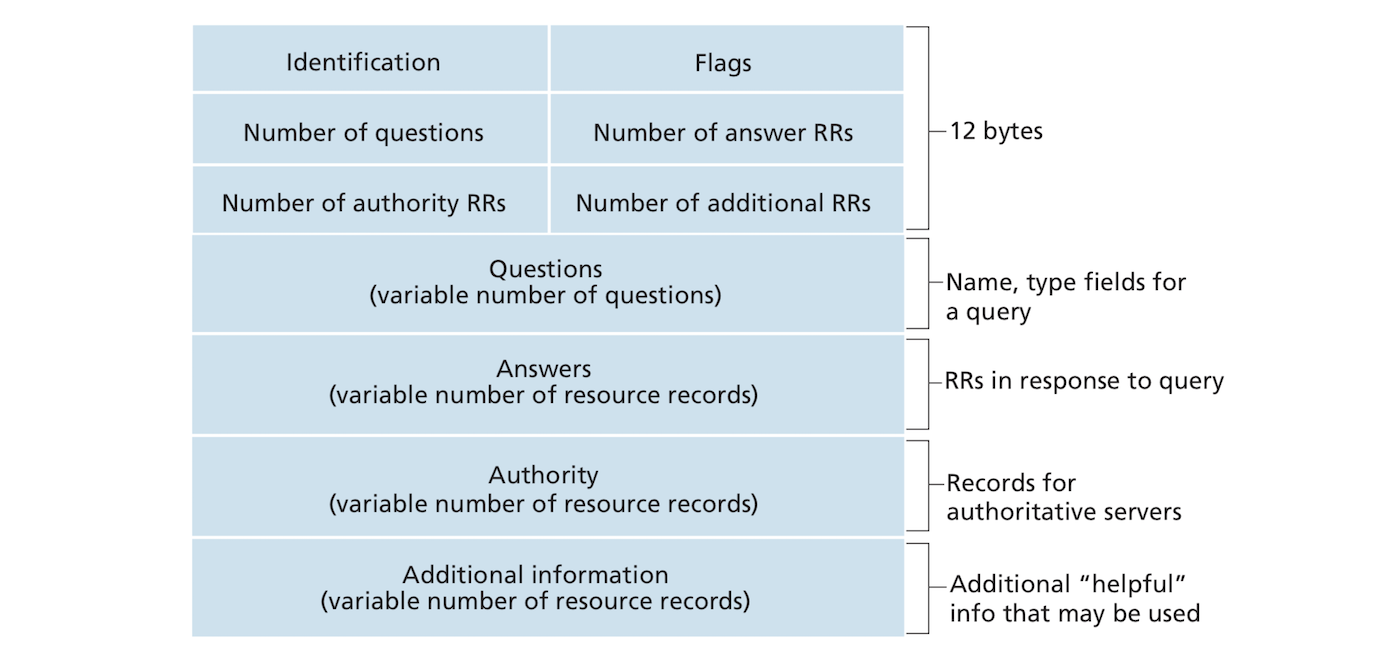 Identification
Flags
Number of questions
Number of answer RRs
12 bytes
Number of authority RRs
Number of additional RRs
Questions
(variable number of questions)
Name, type fields for
a query
Answers
(variable number of resource records)
RRs in response to query
Authority
(variable number of resource records)
Records for
authoritative servers
Additional information
(variable number of resource records)
Additional “helpful”
info that may be used